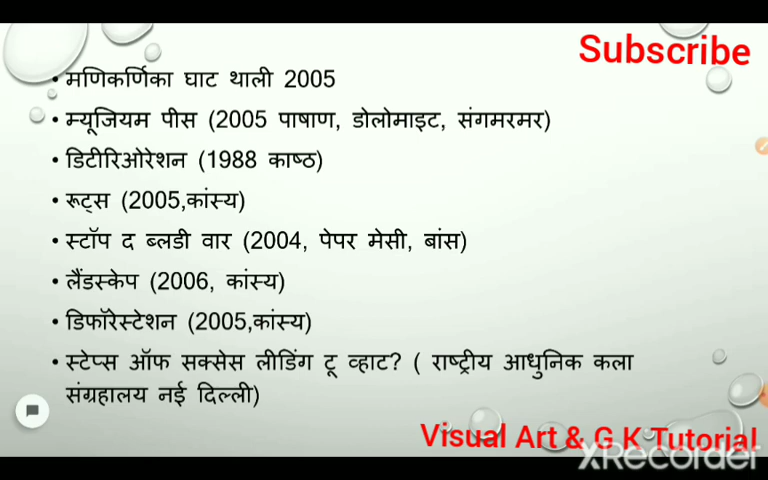 Subscribe
• मणिकर्णिका घाट थाली 2005
• म्यूजियम पीस (2005 पाषाण, डोलोमाइट, संगमरमर)
• डिटीरिओरेशन (1988 काष्ठ)
• रूट्स (2005,कांस्य)
• स्टॉप द ब्लडी वार (2004, पेपर मेसी, बांस)
• लैंडस्केप (2006, कांस्य)
• डिफॉरेस्टेशन (2005,कांस्य)
• स्टेप्स ऑफ सक्सेस लीडिंग टू व्हाट? ( राष्ट्रीय आधुनिक कला
संग्रहालय नई दिल्ली)
Visual Art & G K Tutorial
XRecorder